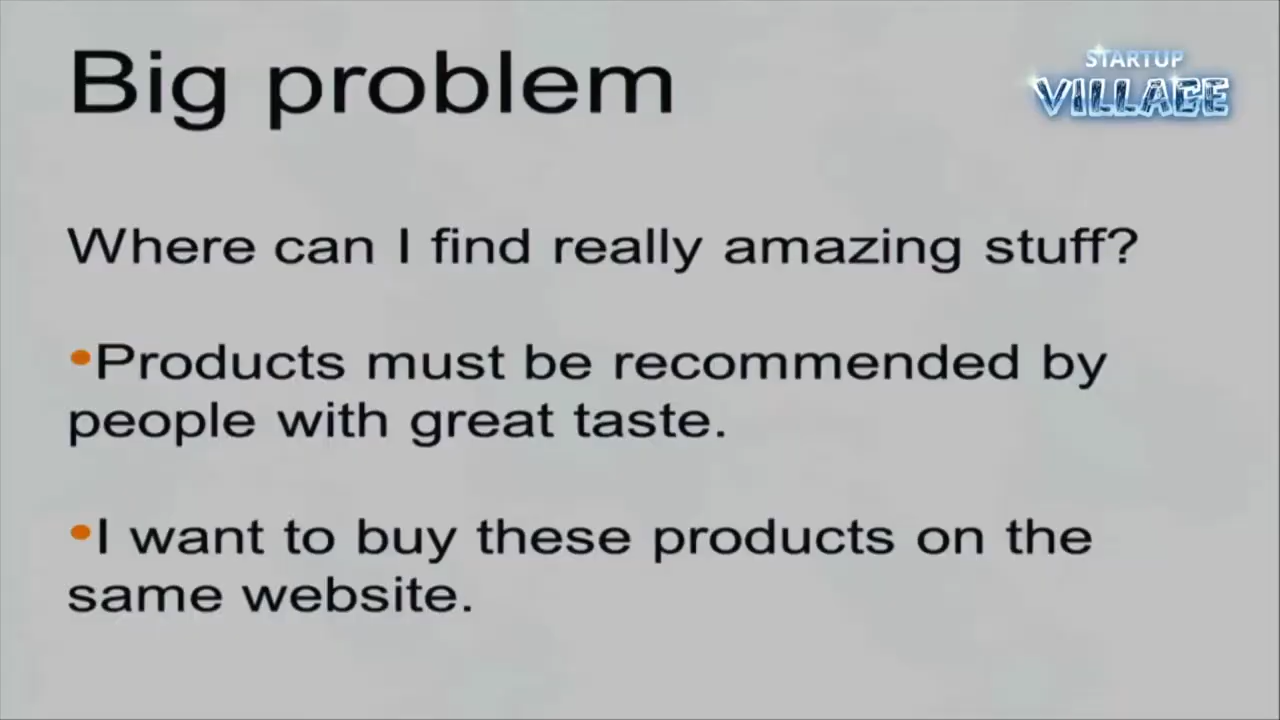 Big problem
STARTUP
VILLAGE
Where can I find really amazing stuff?
•Products must be recommended by
people with great taste.
•I want to buy these products on the
same website.